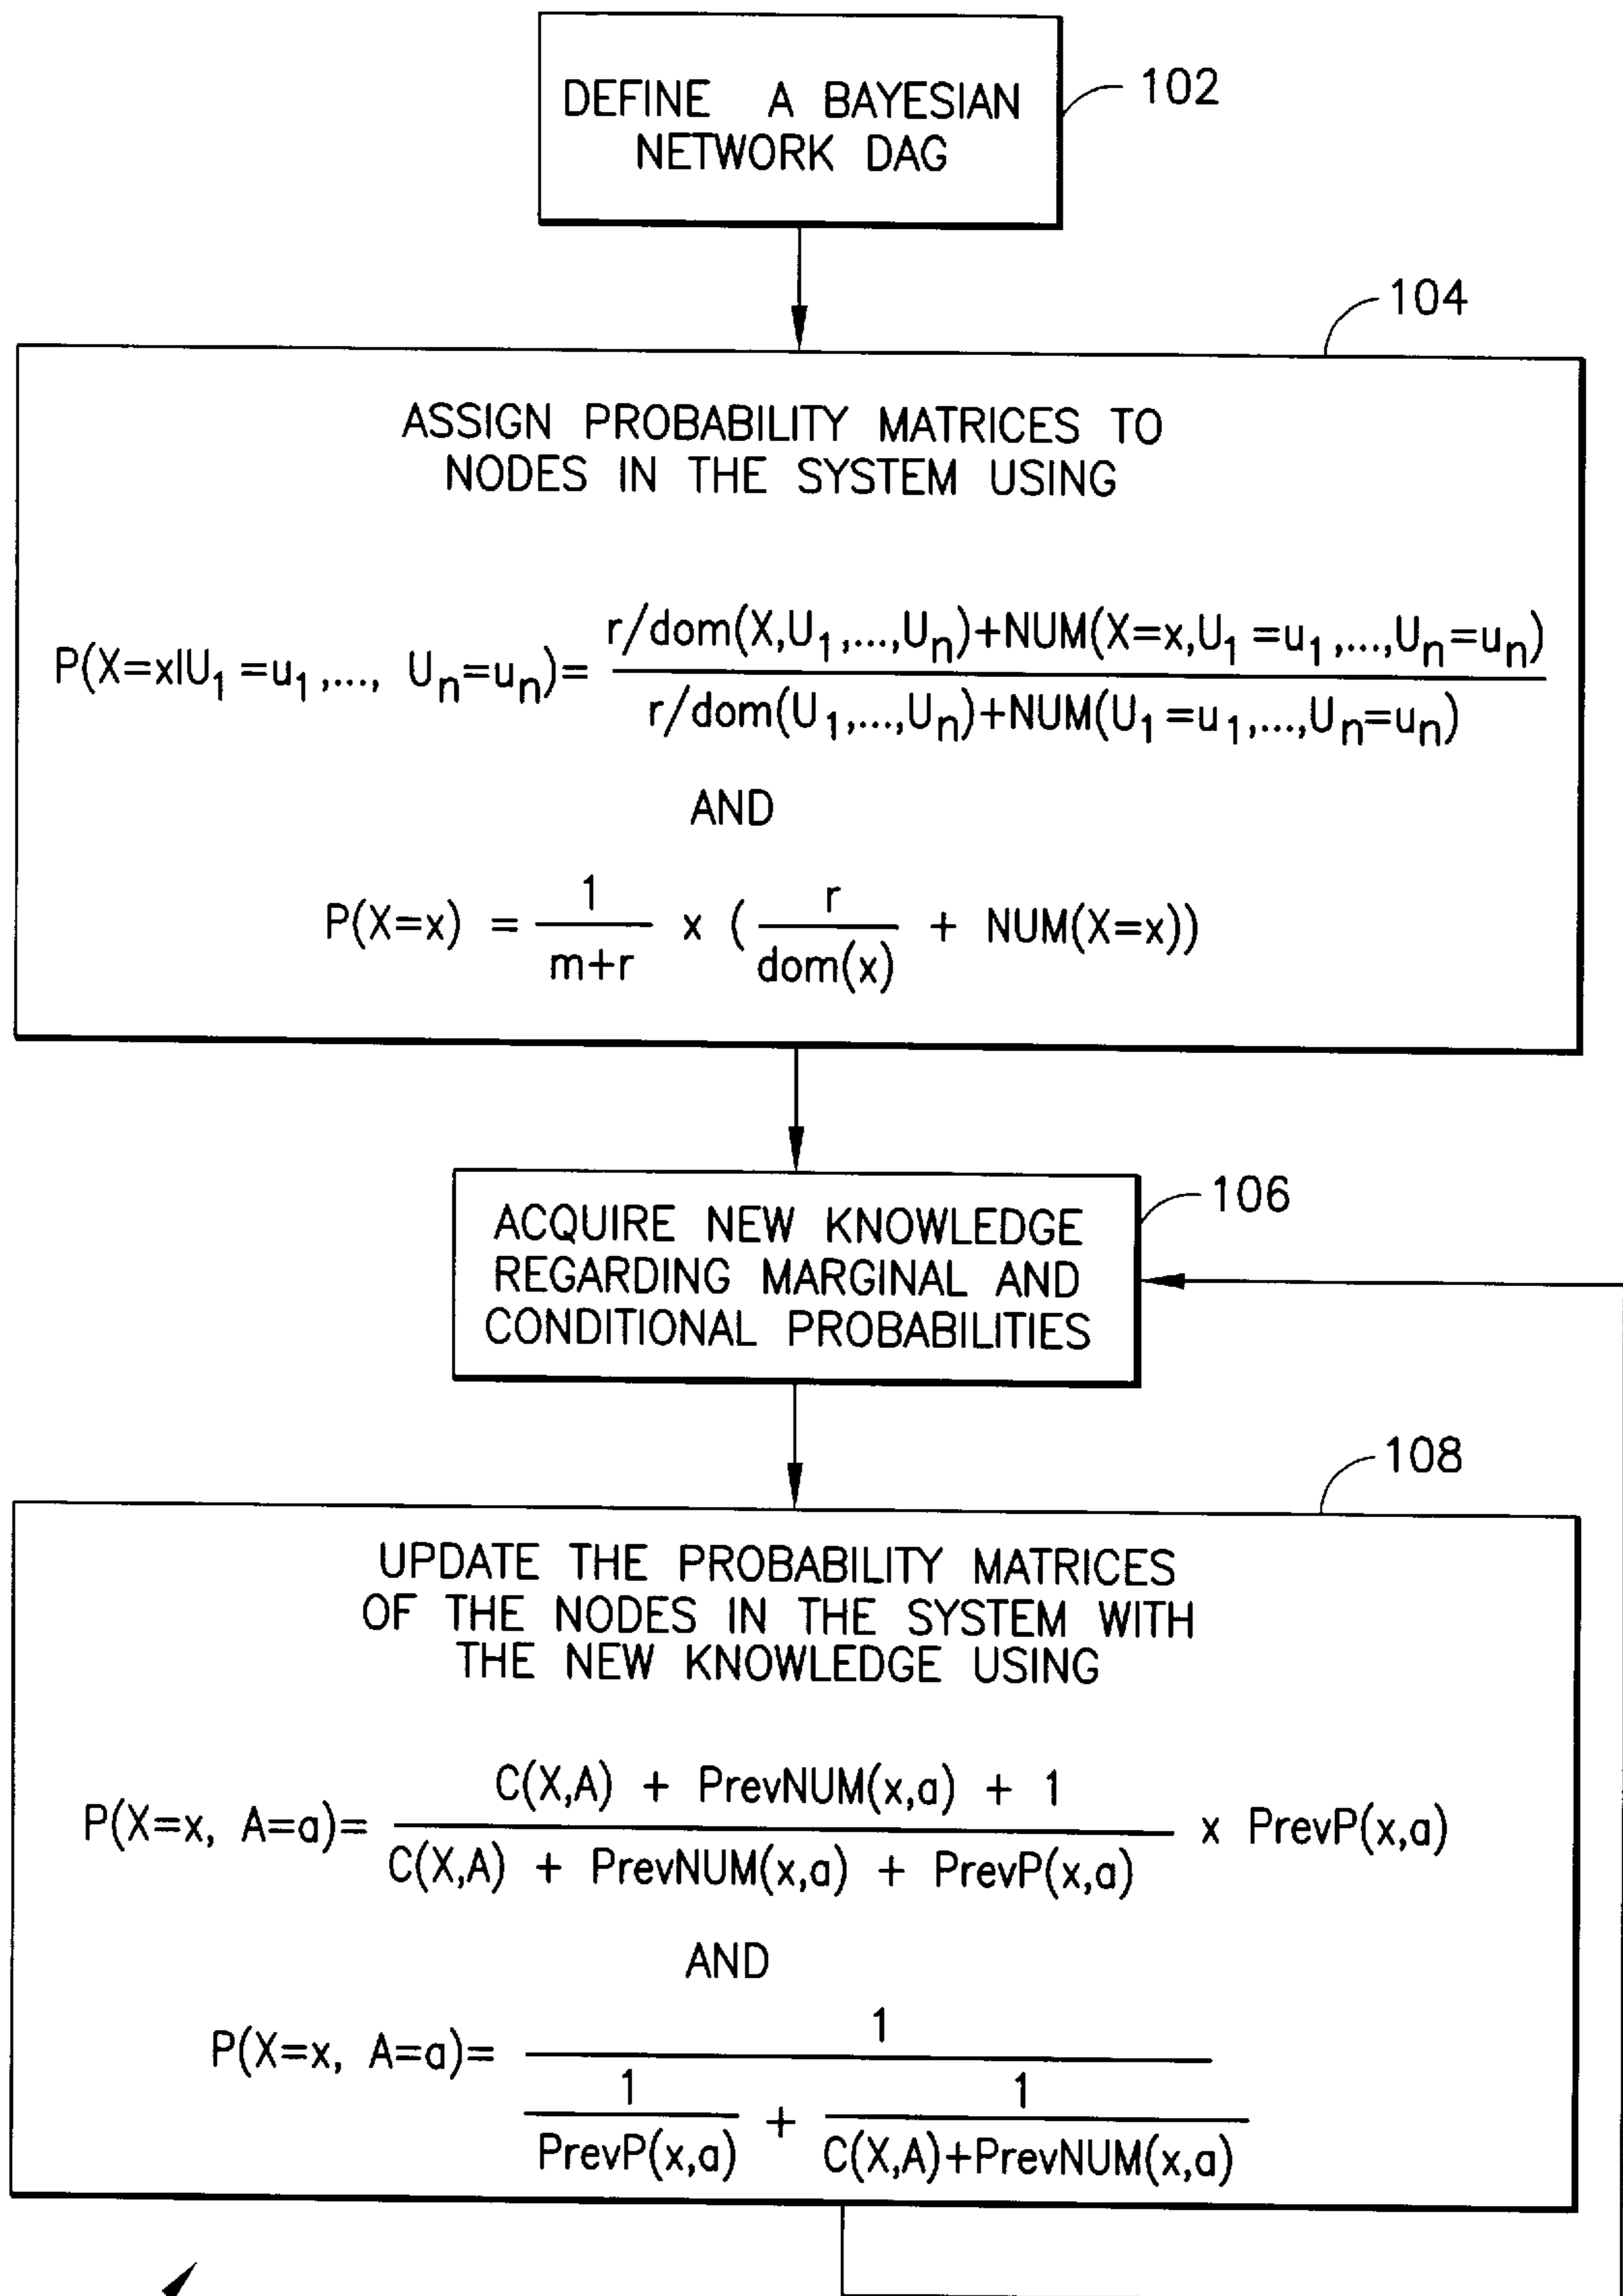 DEFINE A BAYESIAN
NETWORK DAG
102
104
ASSIGN PROBABILITY MATRICES TO
NODES IN THE SYSTEM USING
P(X=x|U₁=u₁,..., Uₙ=uₙ)= r/dom(X,U₁,...,Uₙ)+NUM(X=x,U₁=u₁,...,Uₙ=uₙ)
r/dom(U₁,...,Uₙ)+NUM(U₁=u₁,...,Uₙ=uₙ)
AND
P(X=x) = 1 / m+r x ( r / dom(x) + NUM(X=x))
106
ACQUIRE NEW KNOWLEDGE
REGARDING MARGINAL AND
CONDITIONAL PROBABILITIES
108
UPDATE THE PROBABILITY MATRICES
OF THE NODES IN THE SYSTEM WITH
THE NEW KNOWLEDGE USING
P(X=x, A=a)= C(X,A) + PrevNUM(x,a) + 1
C(X,A) + PrevNUM(x,a) + PrevP(x,a) x PrevP(x,a)
AND
P(X=x, A=a)= 1
1 / PrevP(x,a) + 1 / C(X,A)+PrevNUM(x,a)